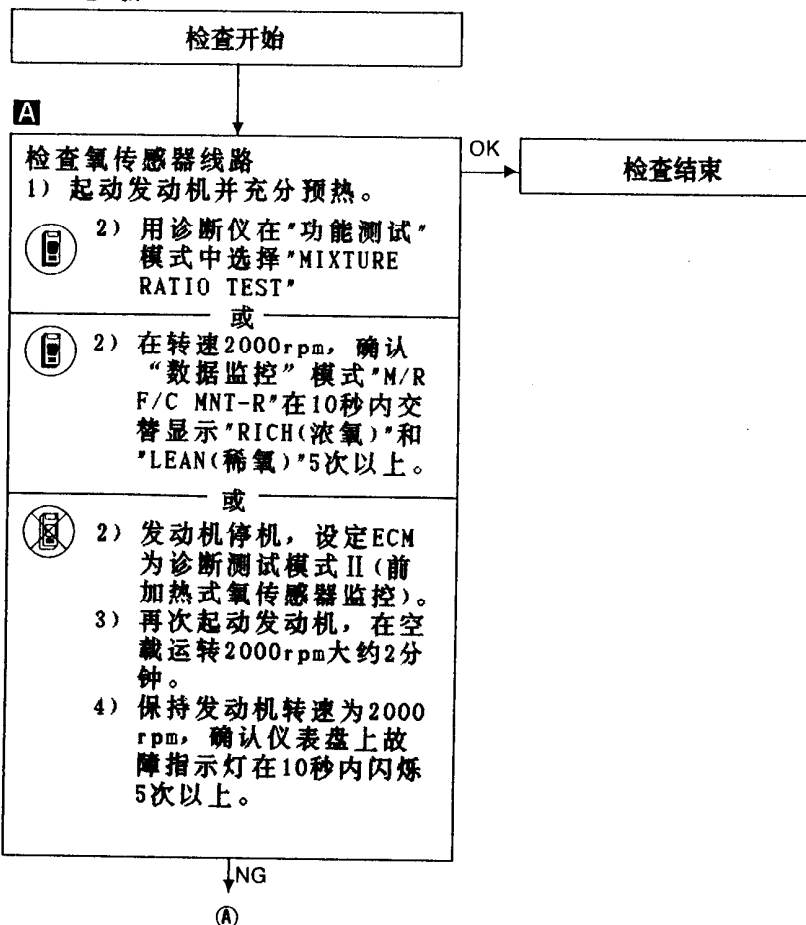 检查开始
A
检查氧传感器线路
1) 起动发动机并充分预热。
2) 用诊断仪在"功能测试"
模式中选择"MIXTURE
RATIO TEST"
或
2) 在转速2000rpm，确认
“数据监控”模式"M/R
F/C MNT-R"在10秒内交
替显示"RICH(浓氧)"和
"LEAN(稀氧)"5次以上。
或
2) 发动机停机，设定ECM
为诊断测试模式Ⅱ(前
加热式氧传感器监控)。
3) 再次起动发动机，在空
载运转2000rpm大约2分
钟。
4) 保持发动机转速为2000
rpm，确认仪表盘上故
障指示灯在10秒内闪烁
5次以上。
OK
检查结束
NG
Ⓐ